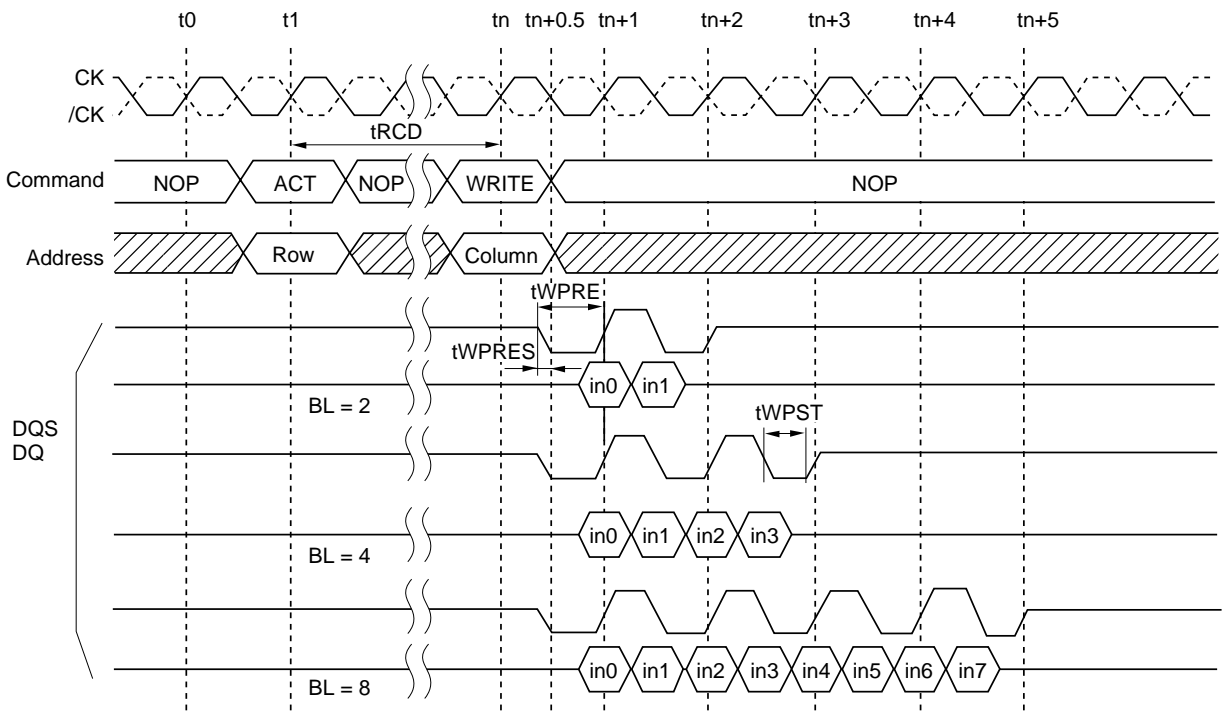 t0 t1 tn tn+0.5 tn+1 tn+2 tn+3 tn+4 tn+5
CK
/CK
tRCD
Command NOP ACT NOP WRITE NOP
Address Row Column
tWPRE
tWPRES
in0 in1
BL = 2
tWPST
DQS
DQ
in0 in1 in2 in3
BL = 4
in0 in1 in2 in3 in4 in5 in6 in7
BL = 8